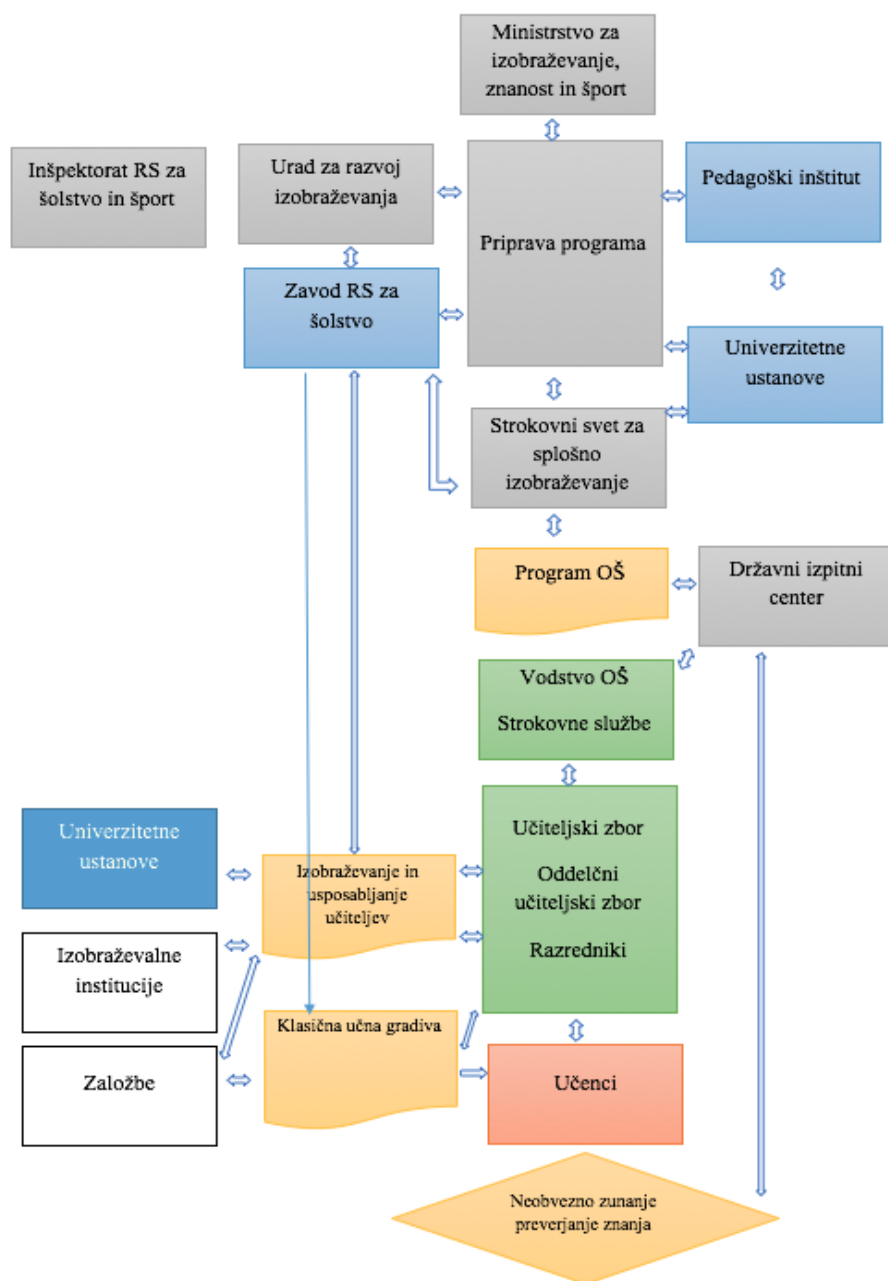 Ministrstvo za
izobraževanje,
znanost in šport
Inšpektorat RS za
šolstvo in šport
Urad za razvoj
izobraževanja
Priprava programa
Pedagoški inštitut
Zavod RS za
šolstvo
Univerzitetne
ustanove
Strokovni svet za
splošno
izobraževanje
Program OŠ
Državni izpitni
center
Vodstvo OŠ
Strokovne službe
Univerzitetne
ustanove
Izobraževanje in
usposabljanje
učiteljev
Učiteljski zbor
Oddelčni
učiteljski zbor
Razredniki
Izobraževalne
institucije
Klasična učna gradiva
Založbe
Učenci
Neobvezno zunanje
preverjanje znanja